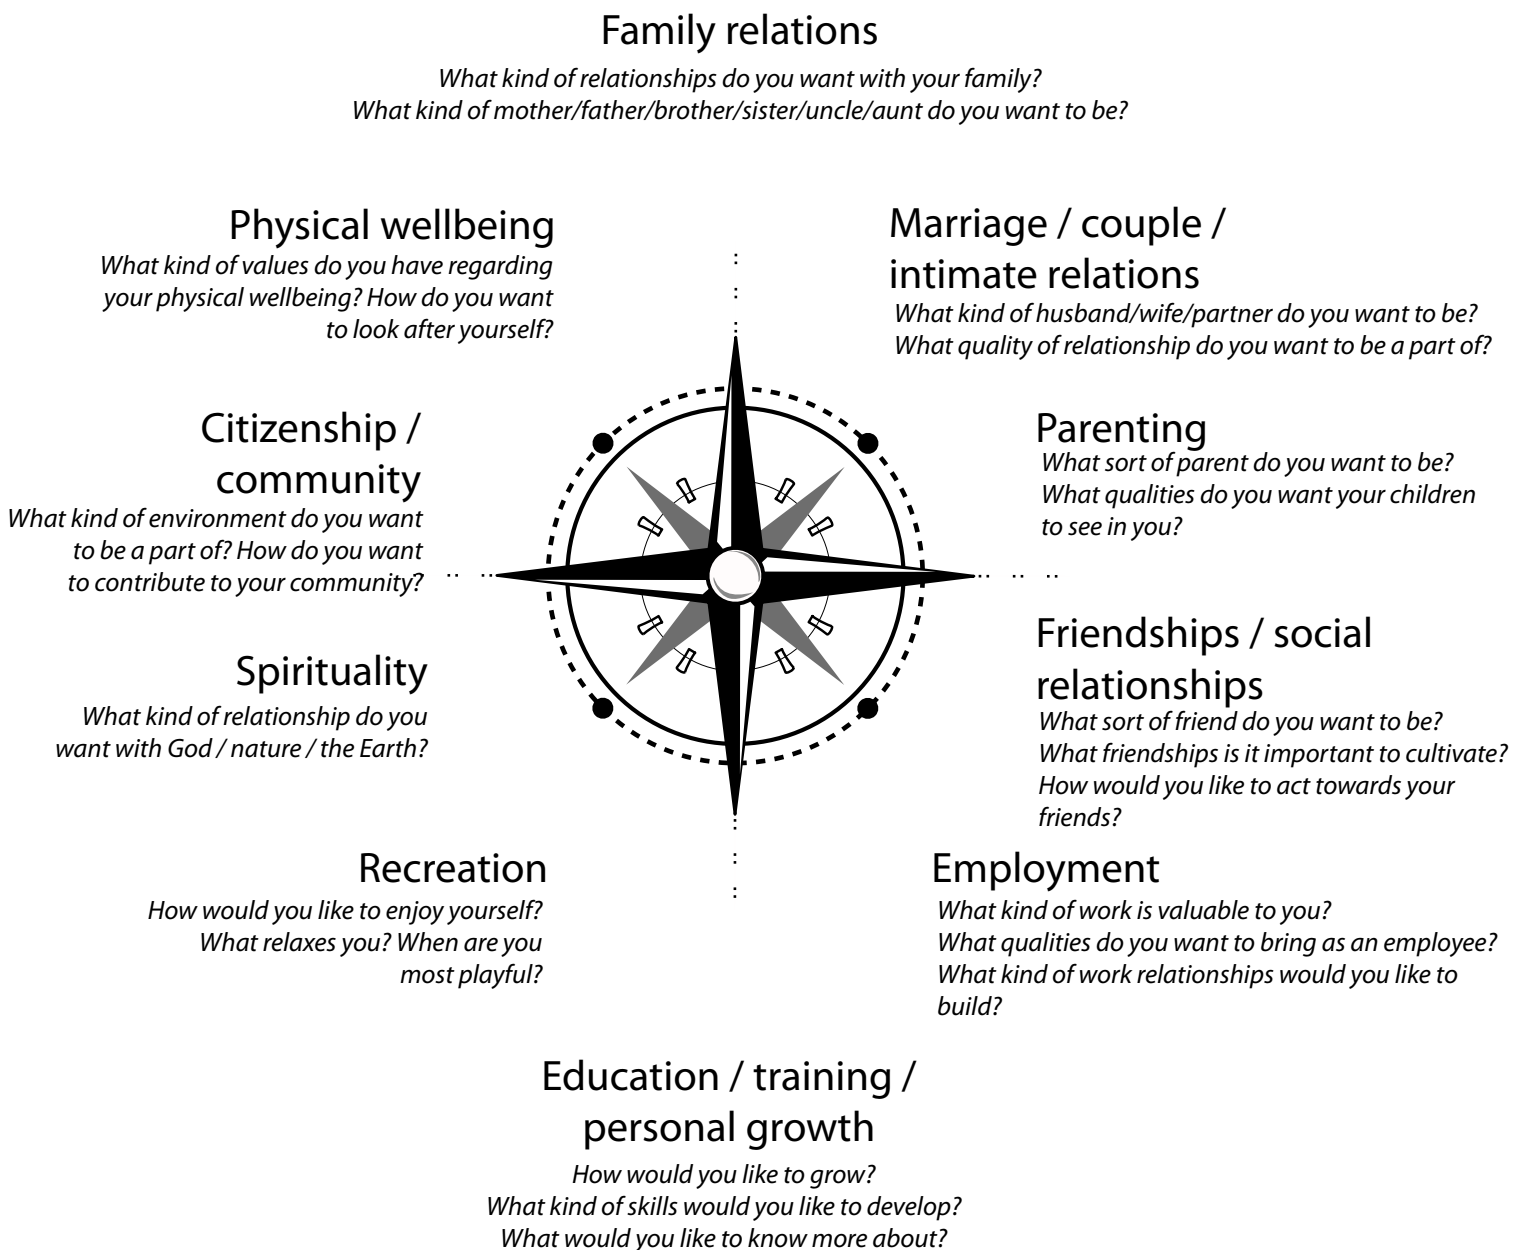 Family relations
What kind of relationships do you want with your family?
What kind of mother/father/brother/sister/uncle/aunt do you want to be?
Physical wellbeing
What kind of values do you have regarding
your physical wellbeing? How do you want
to look after yourself?
Marriage / couple /
intimate relations
What kind of husband/wife/partner do you want to be?
What quality of relationship do you want to be a part of?
Citizenship /
community
What kind of environment do you want
to be a part of? How do you want
to contribute to your community?
Parenting
What sort of parent do you want to be?
What qualities do you want your children
to see in you?
Spirituality
What kind of relationship do you
want with God / nature / the Earth?
Friendships / social
relationships
What sort of friend do you want to be?
What friendships is it important to cultivate?
How would you like to act towards your
friends?
Recreation
How would you like to enjoy yourself?
What relaxes you? When are you
most playful?
Employment
What kind of work is valuable to you?
What qualities do you want to bring as an employee?
What kind of work relationships would you like to
build?
Education / training /
personal growth
How would you like to grow?
What kind of skills would you like to develop?
What would you like to know more about?